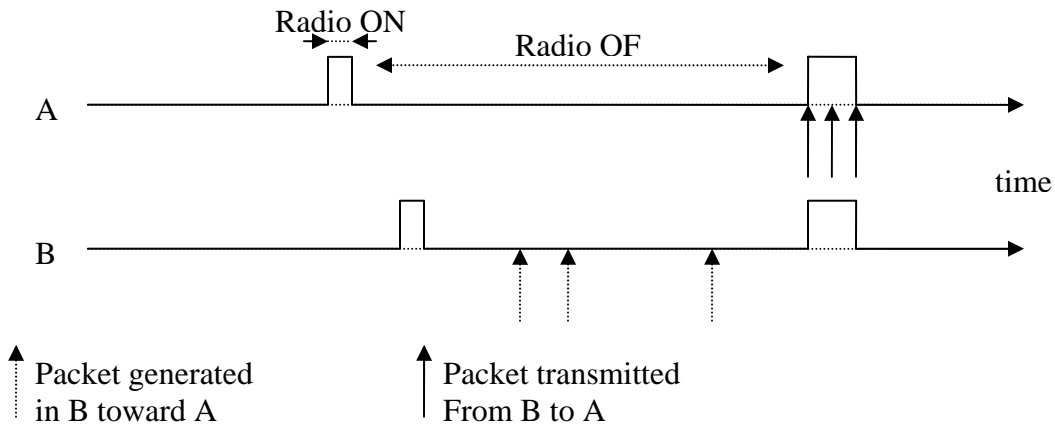 Radio ON
Radio OF
A
time
B
Packet generated
in B toward A
Packet transmitted
From B to A